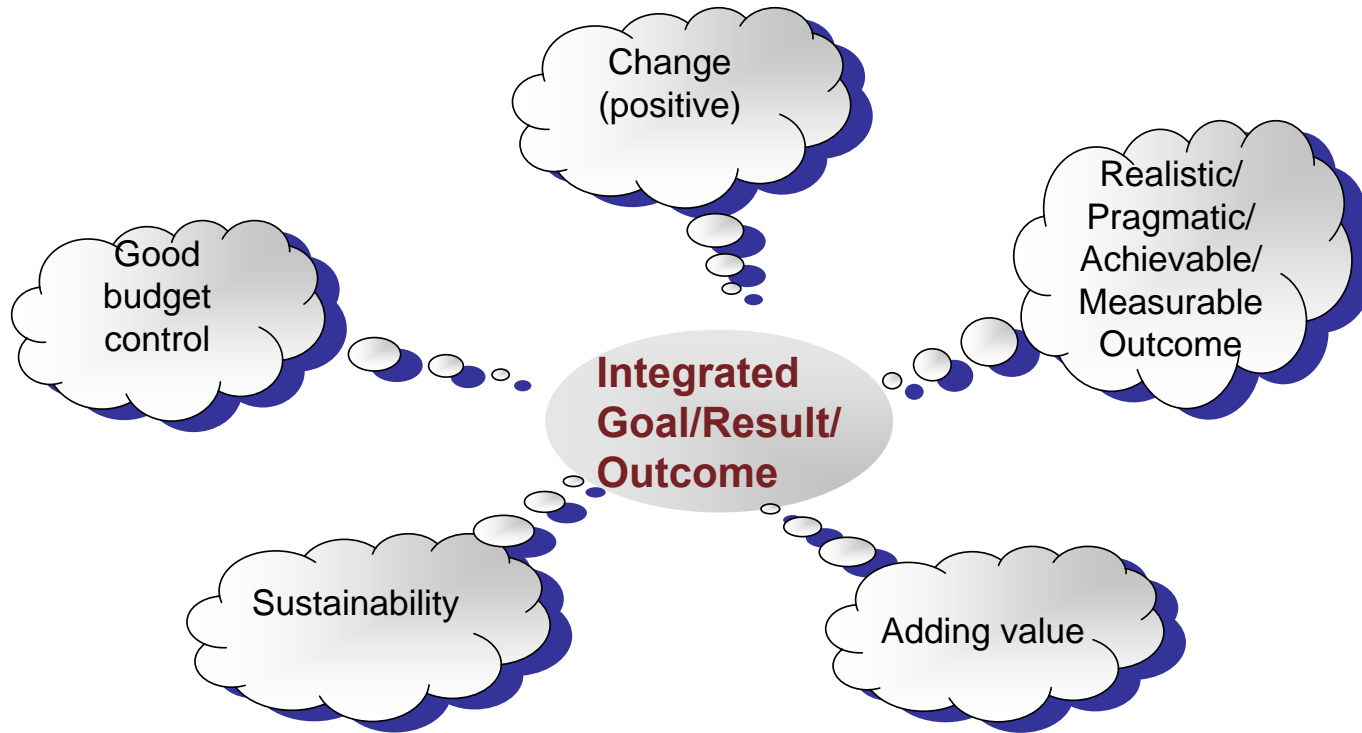 Change
(positive)
Realistic/
Pragmatic/
Achievable/
Measurable
Outcome
Good
budget
control
Integrated
Goal/Result/
Outcome
Sustainability
Adding value